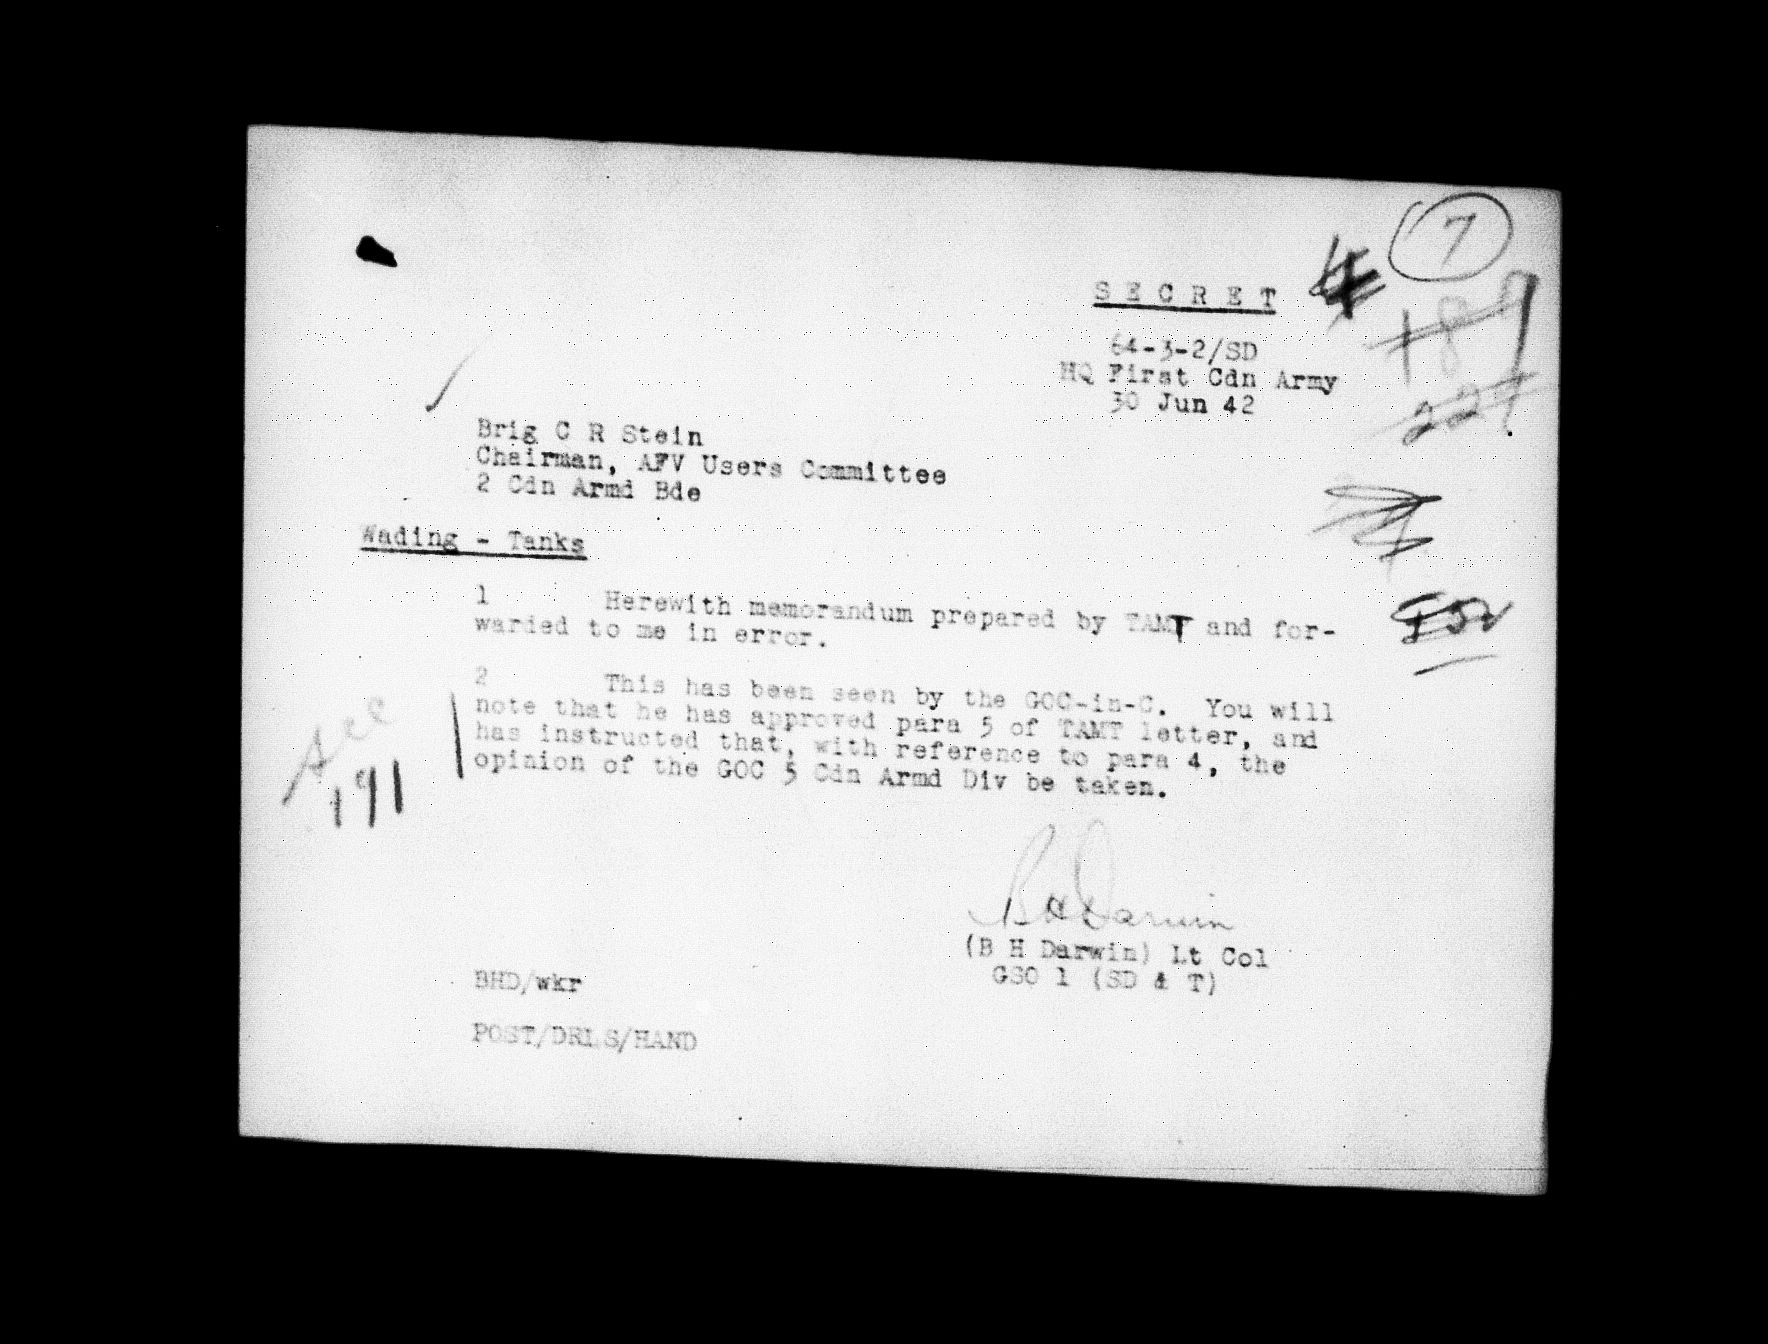 7
S E C R E T
64-3-2/SD
HQ First Cdn Army
30 Jun 42
Brig C R Stein
Chairman, AFV Users Committee
2 Cdn Armd Bde
Wading - Tanks
1 Herewith memorandum prepared by TAMT and for-
warded to me in error.
2 This has been seen by the GOC-in-C. You will
note that he has approved para 5 of TAMT letter, and
has instructed that, with reference to para 4, the
opinion of the GOC 5 Cdn Armd Div be taken.
See
B H Darwin
(B H Darwin) Lt Col
GSO 1 (SD & T)
BHD/wkr
POST/DRLS/HAND